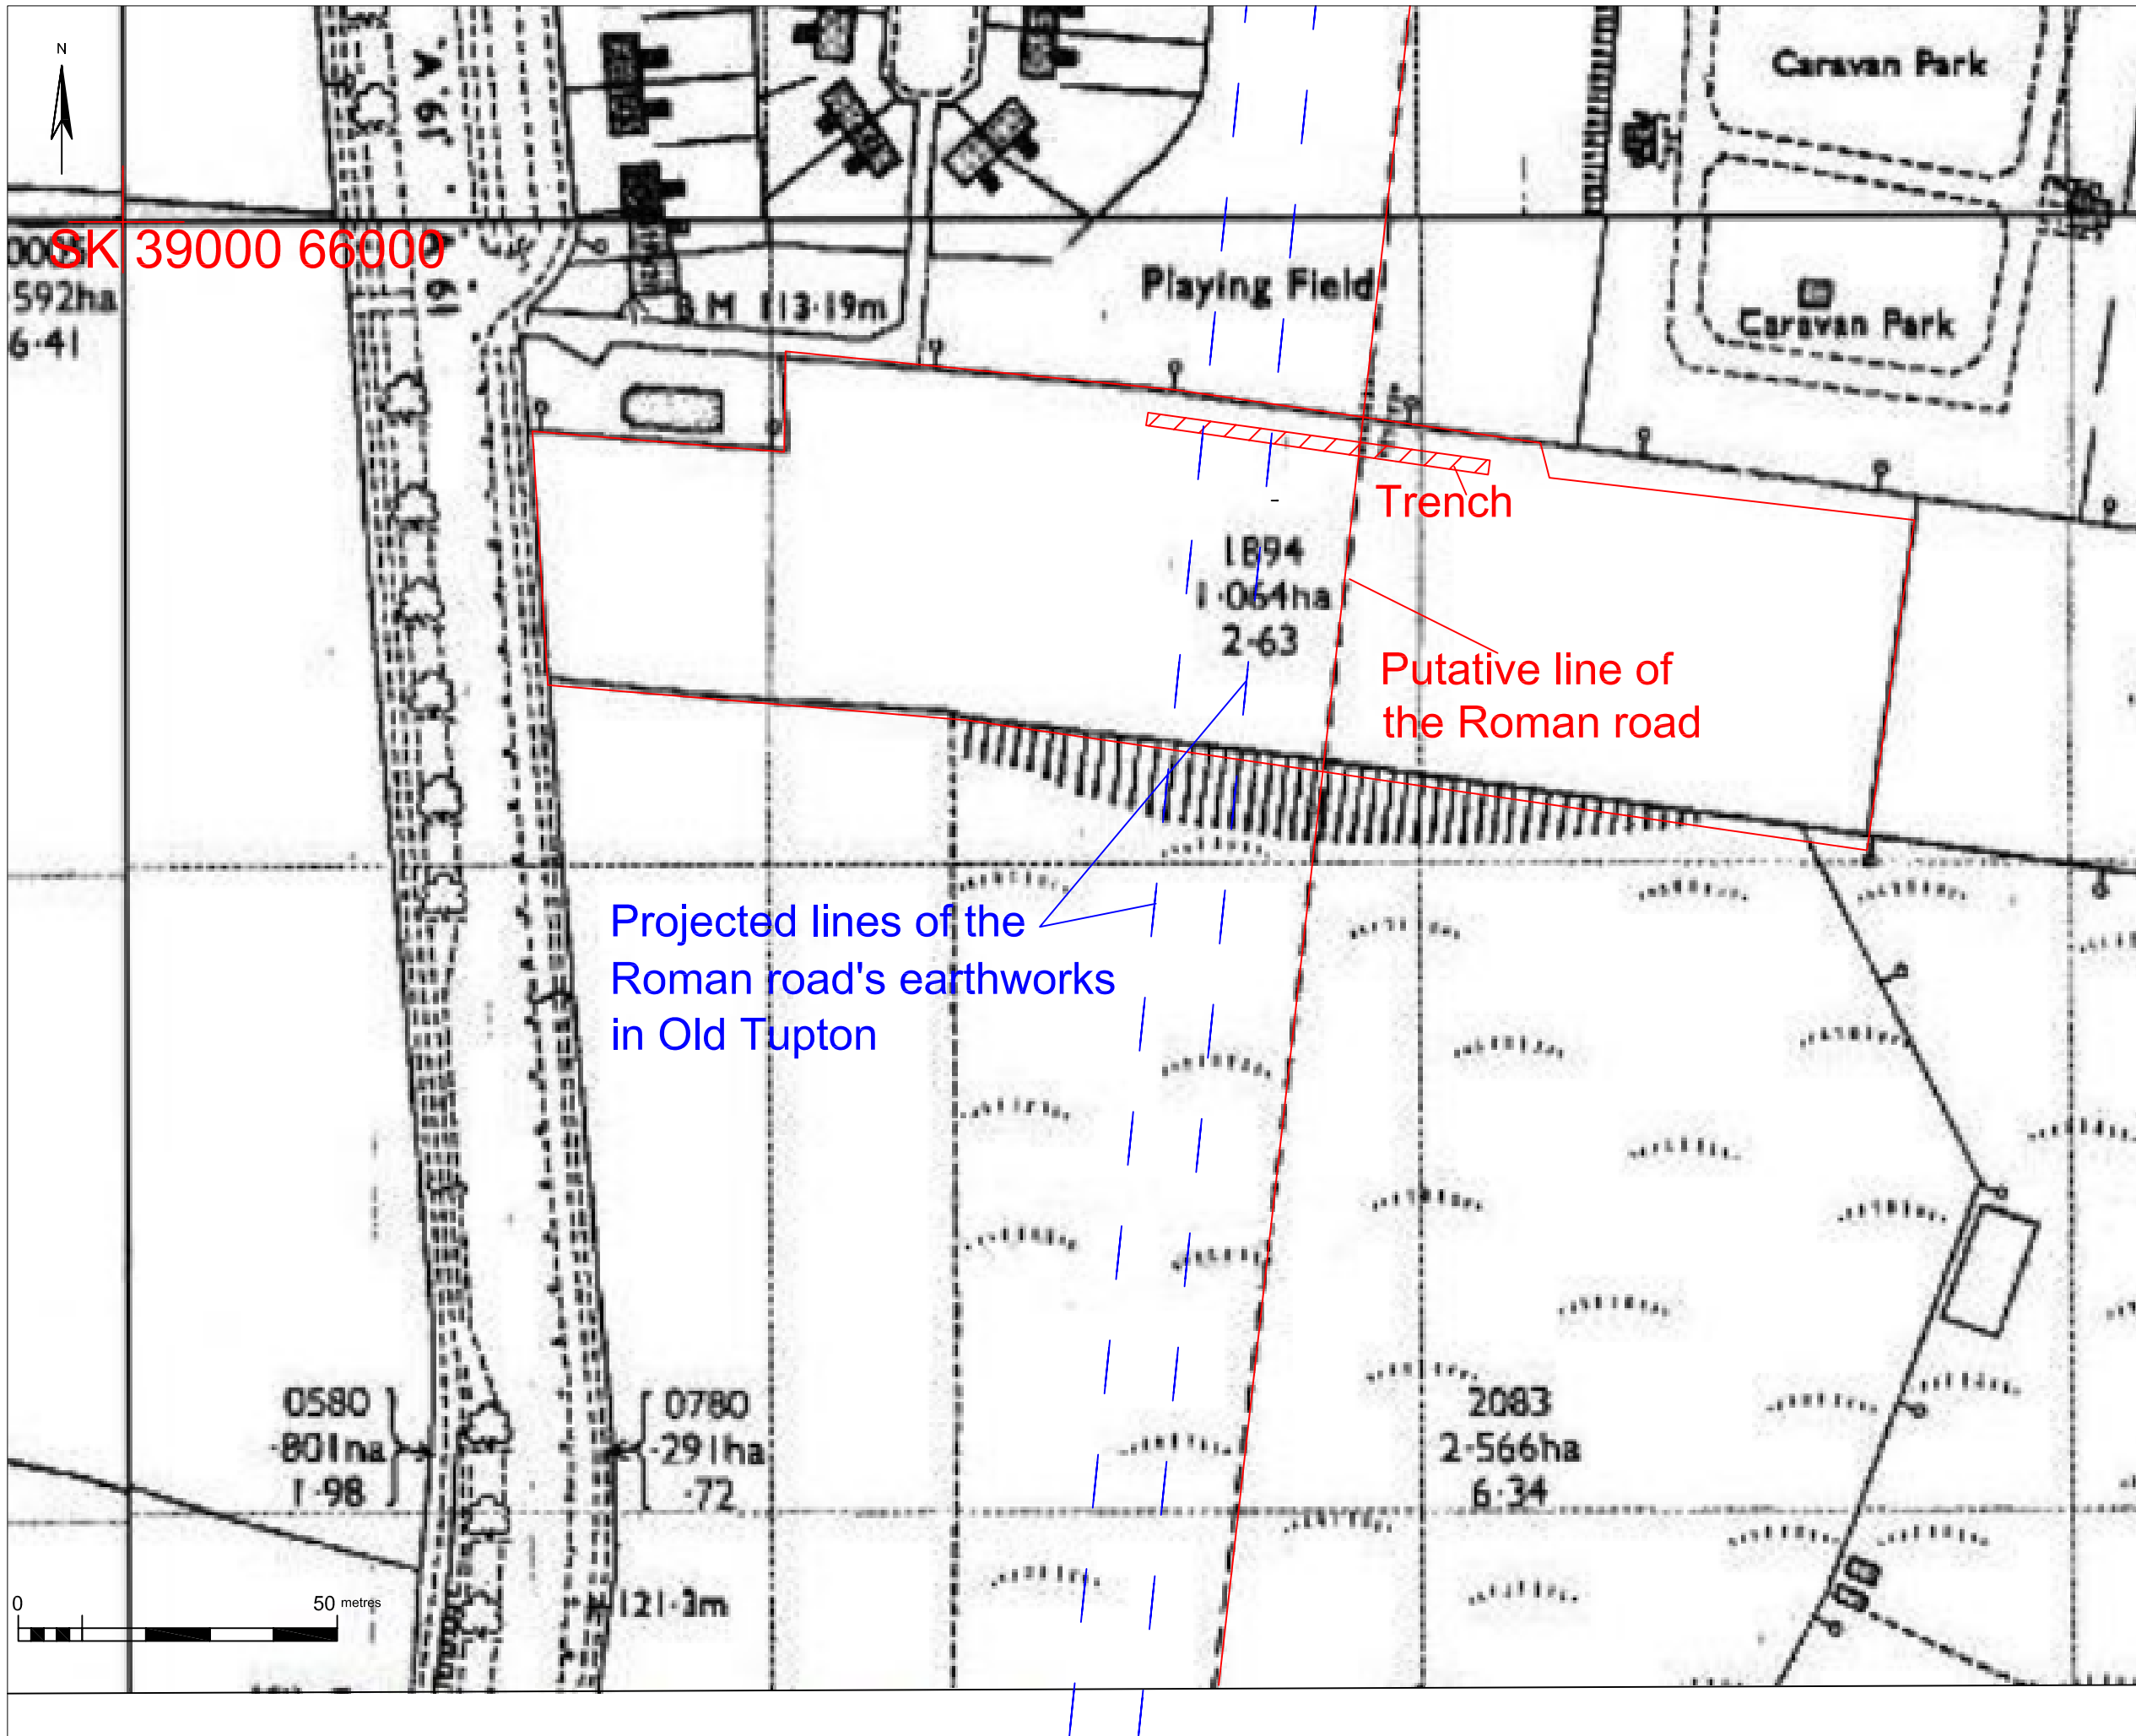 N
A 61
Caravan Park
SK 39000 66000
592ha
6·41
A 61
Playing Field
B M 113·19m
Caravan Park
Trench
1894
1·064ha
2·63
Putative line of
the Roman road
Projected lines of the
Roman road's earthworks
in Old Tupton
0580
·801ha
1·98
0780
·291ha
·72
2083
2·566ha
6·34
0
50 metres
121·3m